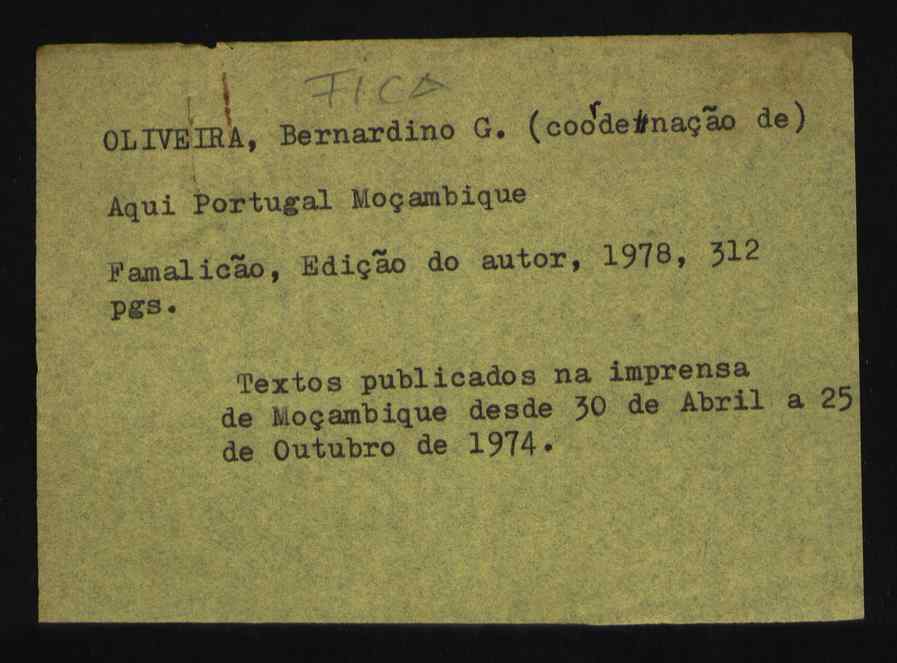 FICA
OLIVEIRA, Bernardino G. (coordenação de)
Aqui Portugal Moçambique
Famalicão, Edição do autor, 1978, 312
pgs.
Textos publicados na imprensa
de Moçambique desde 30 de Abril a 25
de Outubro de 1974.